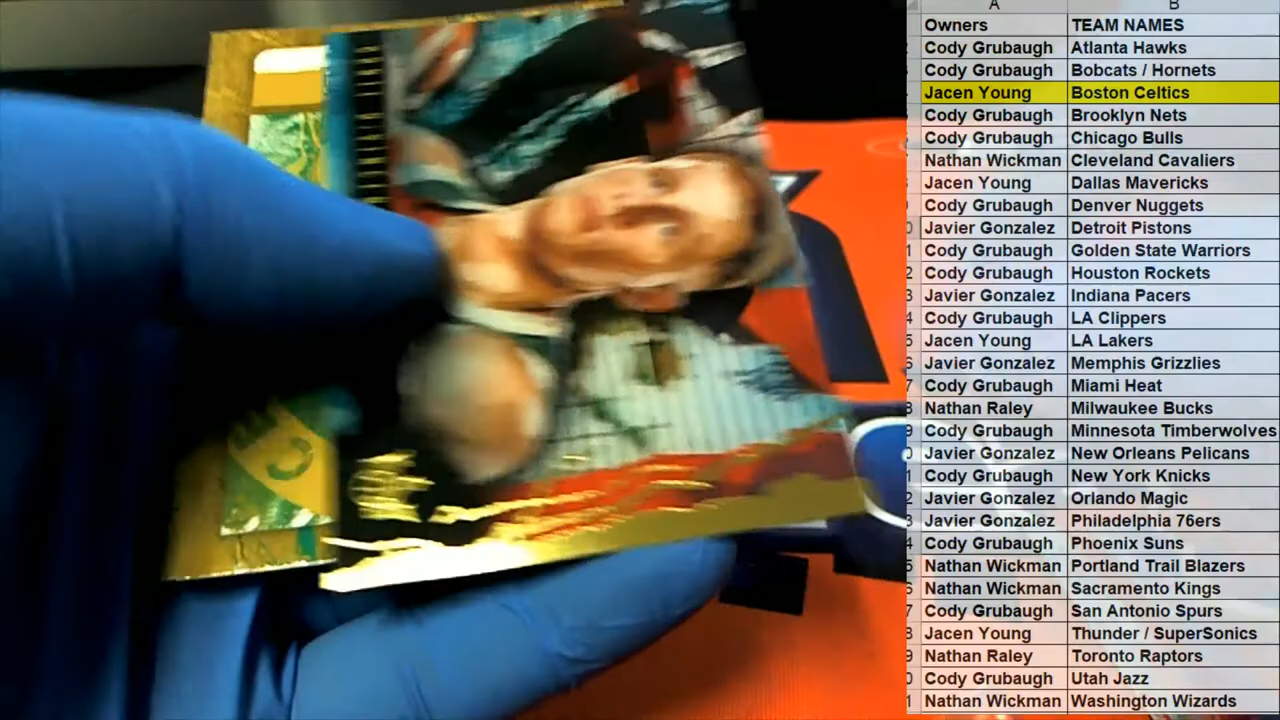 A B
Owners TEAM NAMES
Cody Grubaugh Atlanta Hawks
Cody Grubaugh Bobcats / Hornets
Jacen Young Boston Celtics
Cody Grubaugh Brooklyn Nets
Cody Grubaugh Chicago Bulls
Nathan Wickman Cleveland Cavaliers
Jacen Young Dallas Mavericks
Cody Grubaugh Denver Nuggets
Javier Gonzalez Detroit Pistons
Cody Grubaugh Golden State Warriors
Cody Grubaugh Houston Rockets
Javier Gonzalez Indiana Pacers
Cody Grubaugh LA Clippers
Jacen Young LA Lakers
Javier Gonzalez Memphis Grizzlies
Cody Grubaugh Miami Heat
Nathan Raley Milwaukee Bucks
Cody Grubaugh Minnesota Timberwolves
Javier Gonzalez New Orleans Pelicans
Cody Grubaugh New York Knicks
Javier Gonzalez Orlando Magic
Javier Gonzalez Philadelphia 76ers
Cody Grubaugh Phoenix Suns
Nathan Wickman Portland Trail Blazers
Nathan Wickman Sacramento Kings
Cody Grubaugh San Antonio Spurs
Jacen Young Thunder / SuperSonics
Nathan Raley Toronto Raptors
Cody Grubaugh Utah Jazz
Nathan Wickman Washington Wizards